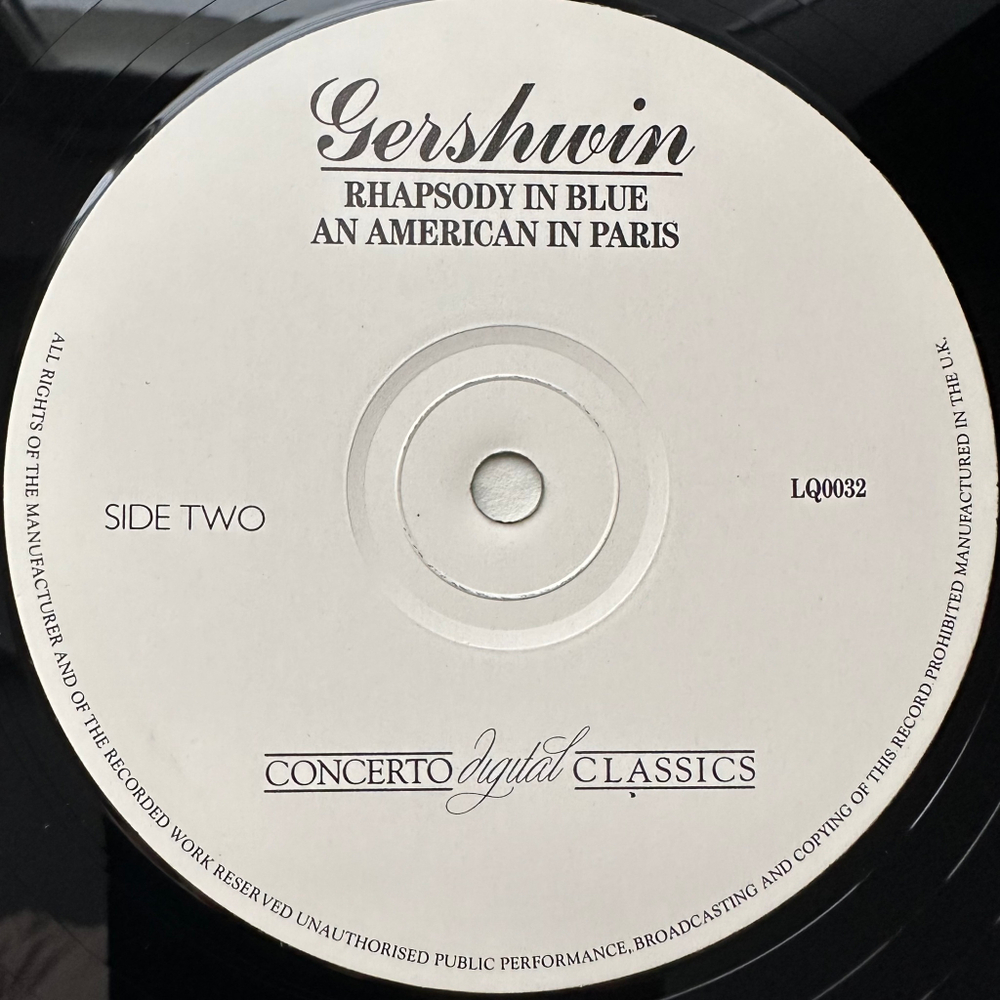 Gershwin
RHAPSODY IN BLUE
AN AMERICAN IN PARIS
SIDE TWO
LQ0032
CONCERTO digital CLASSICS
ALL RIGHTS OF THE MANUFACTURER AND OF THE RECORDED WORK RESERVED UNAUTHORISED PUBLIC PERFORMANCE, BROADCASTING AND COPYING OF THIS RECORD PROHIBITED MANUFACTURED IN THE U.K.